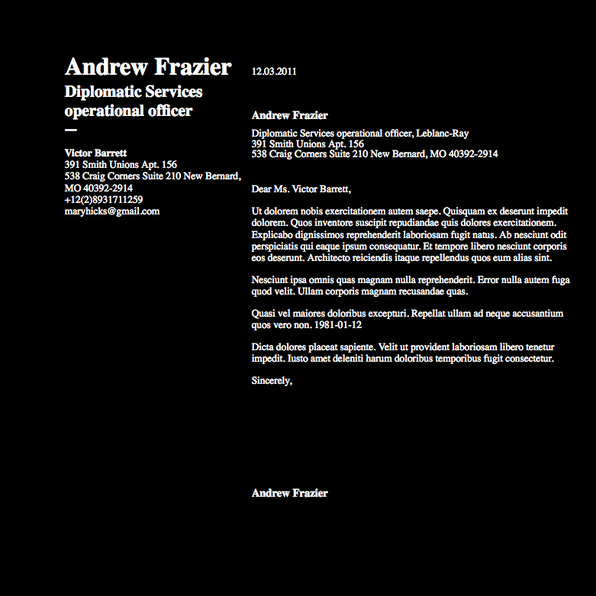 Andrew Frazier
Diplomatic Services
operational officer
—
Victor Barrett
391 Smith Unions Apt. 156
538 Craig Corners Suite 210 New Bernard,
MO 40392-2914
+12(2)8931711259
maryhicks@gmail.com
12.03.2011
Andrew Frazier
Diplomatic Services operational officer, Leblanc-Ray
391 Smith Unions Apt. 156
538 Craig Corners Suite 210 New Bernard, MO 40392-2914
Dear Ms. Victor Barrett,
Ut dolorem nobis exercitationem autem saepe. Quisquam ex deserunt impedit
dolorem. Quos inventore suscipit repudiandae quis dolores exercitationem.
Explicabo dignissimos reprehenderit laboriosam fugit natus. Ab nesciunt odit
perspiciatis qui eaque ipsum consequatur. Et tempore libero nesciunt corporis
eos deserunt. Architecto reiciendis itaque repellendus quos eum alias sint.
Nesciunt ipsa omnis quas magnam nulla reprehenderit. Error nulla autem fuga
quod velit. Ullam corporis magnam recusandae quas.
Quasi vel maiores doloribus excepturi. Repellat ullam ad neque accusantium
quos vero non. 1981-01-12
Dicta dolores placeat sapiente. Velit ut provident laboriosam libero tenetur
impedit. Iusto amet deleniti harum doloribus temporibus fugit consectetur.
Sincerely,
Andrew Frazier